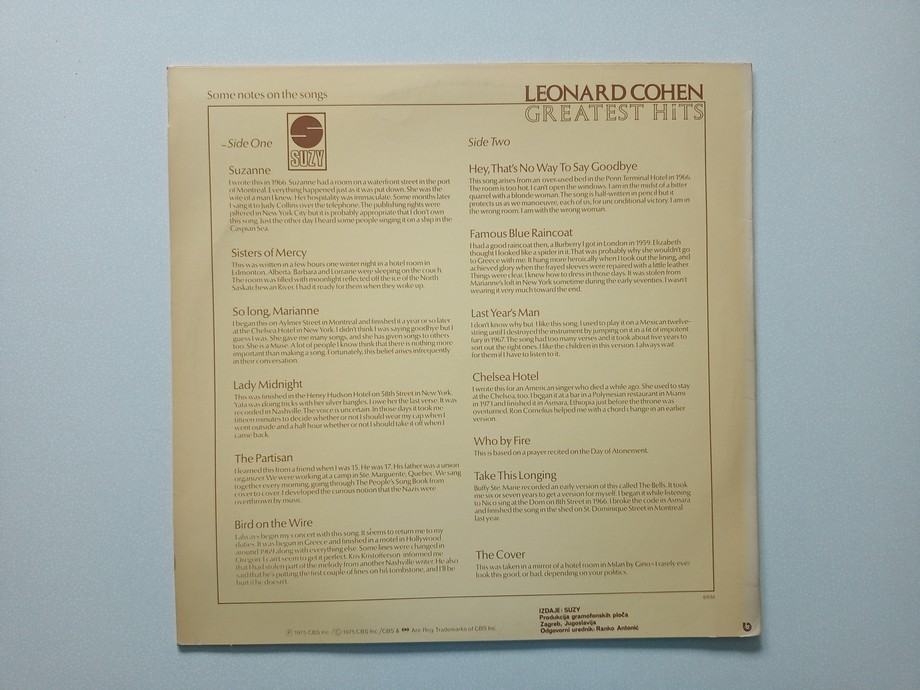 Some notes on the songs
LEONARD COHEN
GREATEST HiTS
Side One
SUZY
Suzanne
I wrote this in 1966. Suzanne had a room on a waterfront street in the port
of Montreal. Everything happened just as it was put down. She was the
wife of a man I knew. Her hospitality was immaculate. Some months later
I sang it to Judy Collins over the telephone. The publishing rights were
pilfered in New York City but it is probably appropriate that I don't own
this song. Just the other day I heard some people singing it on a ship in the
Caspian Sea.
Sisters of Mercy
This was written in a few hours one winter night in a hotel room in
Edmonton, Alberta. Barbara and Lorraine were sleeping on the couch.
The room was filled with moonlight reflected off the ice of the North
Saskatchewan River. I had it ready for them when they woke up.
So long, Marianne
I began this on Aylmer Street in Montreal and finished it a year or so later
at the Chelsea Hotel in New York. I didn't think I was saying goodbye but I
guess I was. She gave me many songs, and she has given songs to others
too. She is a Muse. A lot of people I know think that there is nothing more
important than making a song. Fortunately, this belief arises infrequently
in their conversation.
Lady Midnight
This was finished in the Henry Hudson Hotel on 58th Street in New York.
Yafa was doing tricks with her silver bangles. I owe her the last verse. It was
recorded in Nashville. The voice is uncertain. In those days it took me
fifteen minutes to decide whether or not I should wear my cap when I
went outside and a half hour whether or not I should take it off when I
came back.
The Partisan
I learned this from a friend when I was 15. He was 17. His father was a union
organizer. We were working at a camp in Ste. Marguerite, Quebec. We sang
together every morning, going through The People's Song Book from
cover to cover. I developed the curious notion that the Nazis were
overthrown by music.
Bird on the Wire
I always begin my concert with this song. It seems to return me to my
duties. It was begun in Greece and finished in a motel in Hollywood
around 1969 along with everything else. Some lines were changed in
Oregon. I can't seem to get it perfect. Kris Kristofferson informed me
that I had stolen part of the melody from another Nashville writer. He also
said that he's putting the first couple of lines on his tombstone, and I'll be
hurt if he doesn't.
Side Two
Hey, That's No Way To Say Goodbye
This song arises from an over-used bed in the Penn Terminal Hotel in 1966.
The room is too hot. I can't open the windows. I am in the midst of a bitter
quarrel with a blonde woman. The song is half-written in pencil but it
protects us as we manoeuvre, each of us, for unconditional victory. I am in
the wrong room. I am with the wrong woman.
Famous Blue Raincoat
I had a good raincoat then, a Burberry I got in London in 1959. Elizabeth
thought I looked like a spider in it. That was probably why she wouldn't go
to Greece with me. It hung more heroically when I took out the lining, and
achieved glory when the frayed sleeves were repaired with a little leather.
Things were clear. I knew how to dress in those days. It was stolen from
Marianne's loft in New York sometime during the early seventies. I wasn't
wearing it very much toward the end.
Last Year's Man
I don't know why but I like this song. I used to play it on a Mexican twelve-
string until I destroyed the instrument by jumping on it in a fit of impotent
fury in 1967. The song had too many verses and it took about five years to
sort out the right ones. I like the children in this version. I always wait
for them if I have to listen to it.
Chelsea Hotel
I wrote this for an American singer who died a while ago. She used to stay
at the Chelsea, too. I began it at a bar in a Polynesian restaurant in Miami
in 1971 and finished it in Asmara, Ethiopia just before the throne was
overturned. Ron Cornelius helped me with a chord change in an earlier
version.
Who by Fire
This is based on a prayer recited on the Day of Atonement.
Take This Longing
Buffy Ste. Marie recorded an early version of this called The Bells. It took
me six or seven years to get a version for myself. I began it while listening
to Nico sing at the Dom on 8th Street in 1966. I broke the code in Asmara
and finished the song in the shed on St. Dominique Street in Montreal
last year.
The Cover
This was taken in a mirror of a hotel room in Milan by Gino—I rarely ever
look this good, or bad, depending on your politics.
℗ 1975 CBS Inc. / © 1975 CBS Inc. / CBS & Are Reg. Trademarks of CBS Inc.
IZDAJE: SUZY
Produkcija gramofonskih ploča
Zagreb, Jugoslavija
Odgovorni urednik: Ranko Antonić